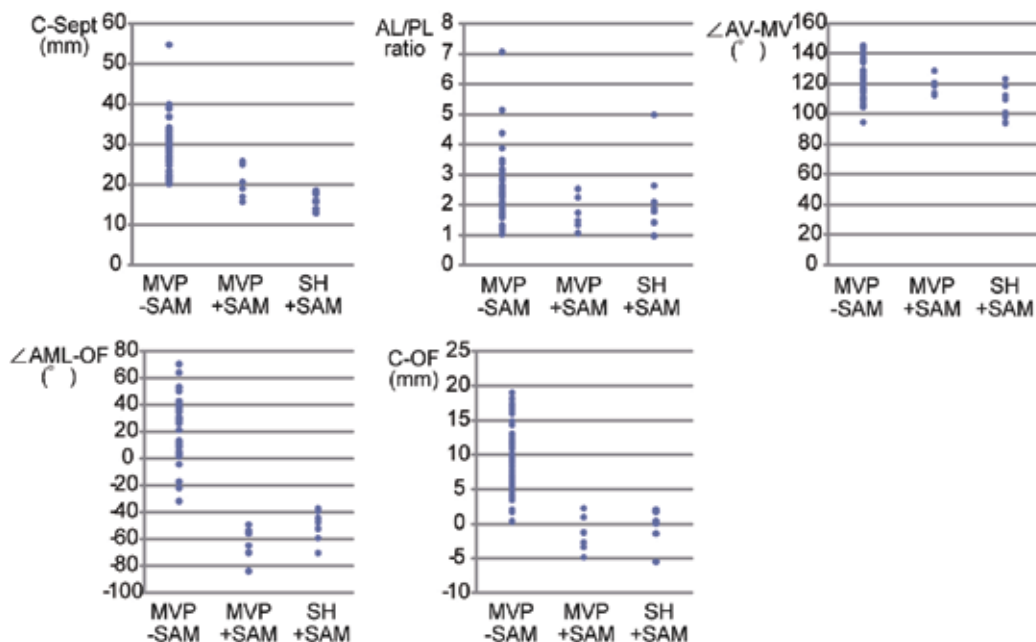 C-Sept
(mm)
60
50
40
30
20
10
0
MVP MVP SH
-SAM +SAM +SAM
AL/PL
ratio
8
7
6
5
4
3
2
1
0
MVP MVP SH
-SAM +SAM +SAM
∠AV-MV
(°)
160
140
120
100
80
60
40
20
0
MVP MVP SH
-SAM +SAM +SAM
∠AML-OF
(°)
80
60
40
20
0
-20
-40
-60
-80
-100
MVP MVP SH
-SAM +SAM +SAM
C-OF
(mm)
25
20
15
10
5
0
-5
-10
MVP MVP SH
-SAM +SAM +SAM